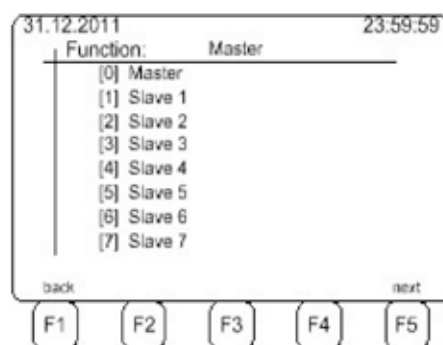 31.12.2011 23:59:59
Function: Master
[0] Master
[1] Slave 1
[2] Slave 2
[3] Slave 3
[4] Slave 4
[5] Slave 5
[6] Slave 6
[7] Slave 7
back next
F1 F2 F3 F4 F5